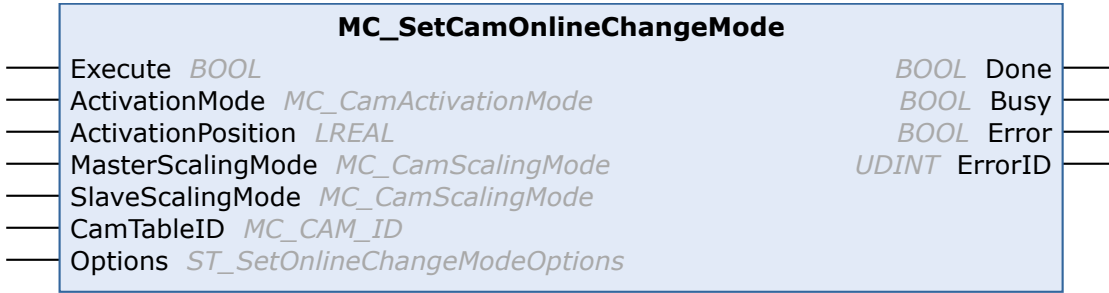 MC_SetCamOnlineChangeMode
Execute BOOL BOOL Done
ActivationMode MC_CamActivationMode BOOL Busy
ActivationPosition LREAL BOOL Error
MasterScalingMode MC_CamScalingMode UDINT ErrorID
SlaveScalingMode MC_CamScalingMode
CamTableID MC_CAM_ID
Options ST_SetOnlineChangeModeOptions